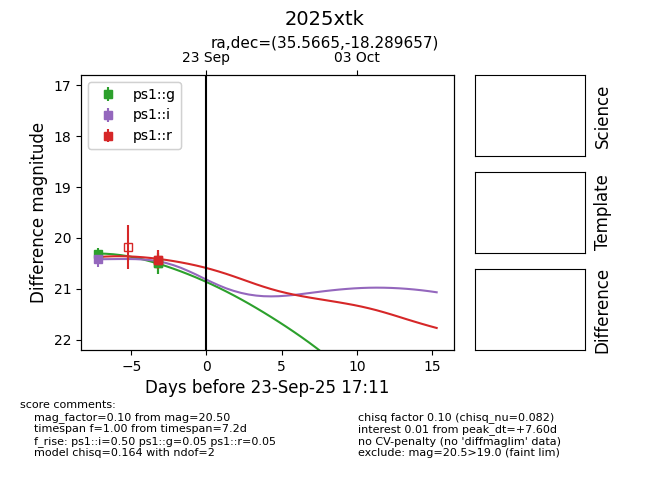 2025xtk
ra,dec=(35.5665,-18.289657)
23 Sep
03 Oct
ps1::g
ps1::i
ps1::r
17
18
19
20
21
22
Difference magnitude
−5
0
5
10
15
Days before 23-Sep-25 17:11
Science
Template
Difference
score comments:
mag_factor=0.10 from mag=20.50
timespan f=1.00 from timespan=7.2d
f_rise: ps1::i=0.50 ps1::g=0.05 ps1::r=0.05
model chisq=0.164 with ndof=2
chisq factor 0.10 (chisq_nu=0.082)
interest 0.01 from peak_dt=+7.60d
no CV-penalty (no 'diffmaglim' data)
exclude: mag=20.5>19.0 (faint lim)